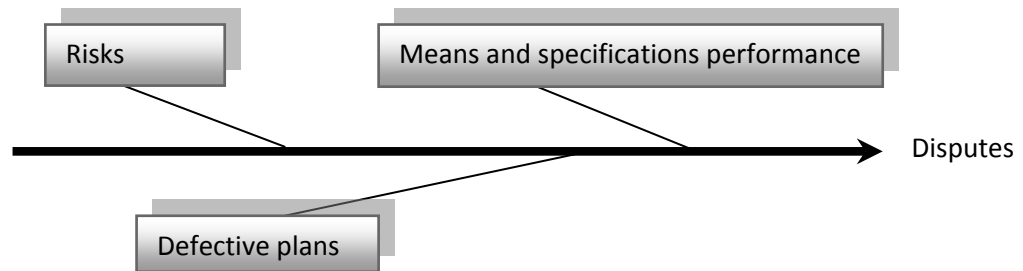 Risks
Means and specifications performance
Disputes
Defective plans